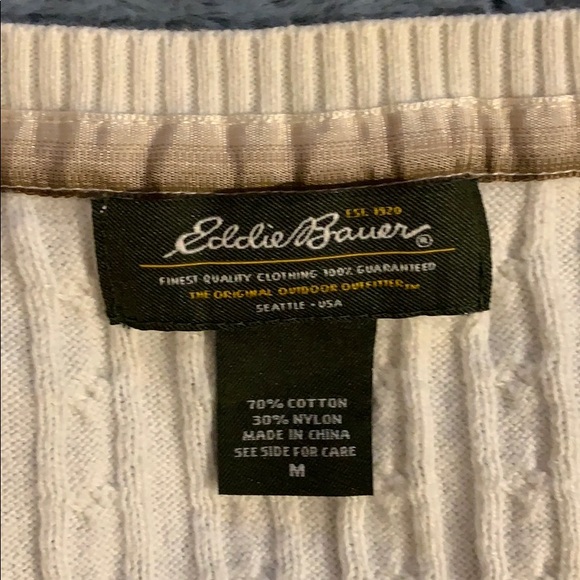 EST. 1920
Eddie Bauer®
FINEST QUALITY CLOTHING 100% GUARANTEED
THE ORIGINAL OUTDOOR OUTFITTER™
SEATTLE · USA
70% COTTON
30% NYLON
MADE IN CHINA
SEE SIDE FOR CARE
M